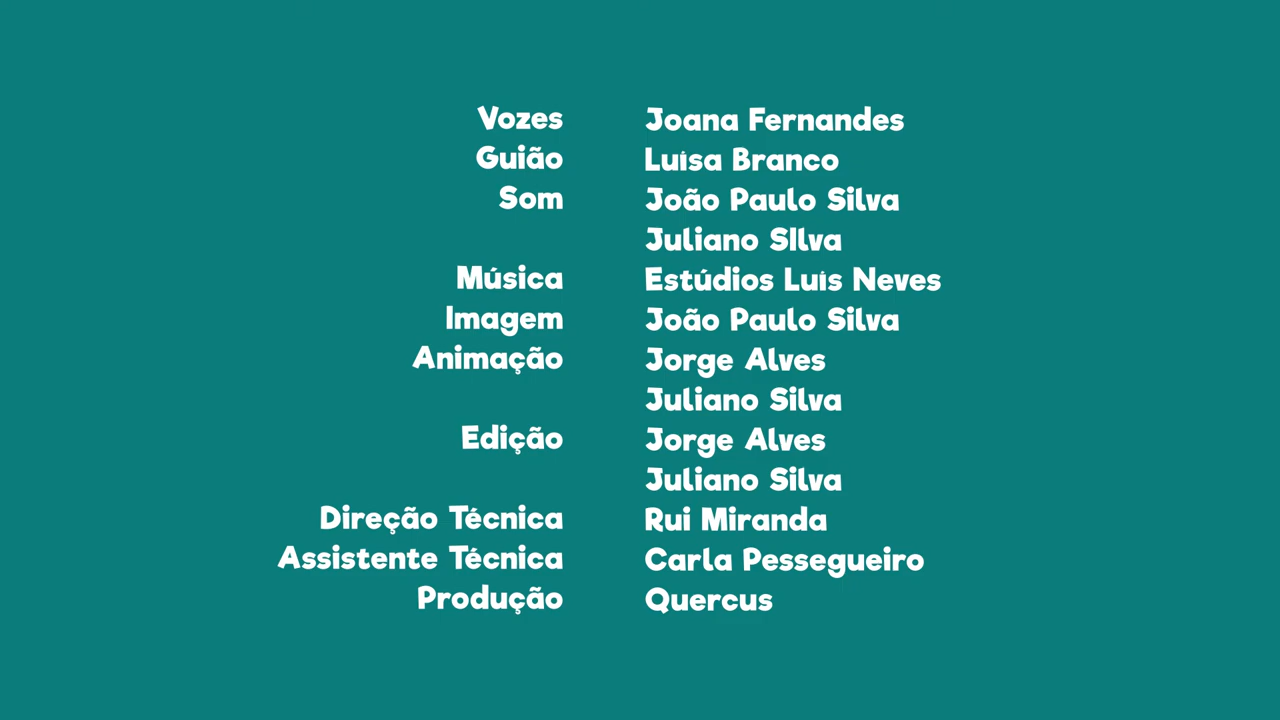 Vozes Joana Fernandes
Guião Luísa Branco
Som João Paulo Silva
Juliano SIlva
Música Estúdios Luís Neves
Imagem João Paulo Silva
Animação Jorge Alves
Juliano Silva
Edição Jorge Alves
Juliano Silva
Direção Técnica Rui Miranda
Assistente Técnica Carla Pessegueiro
Produção Quercus